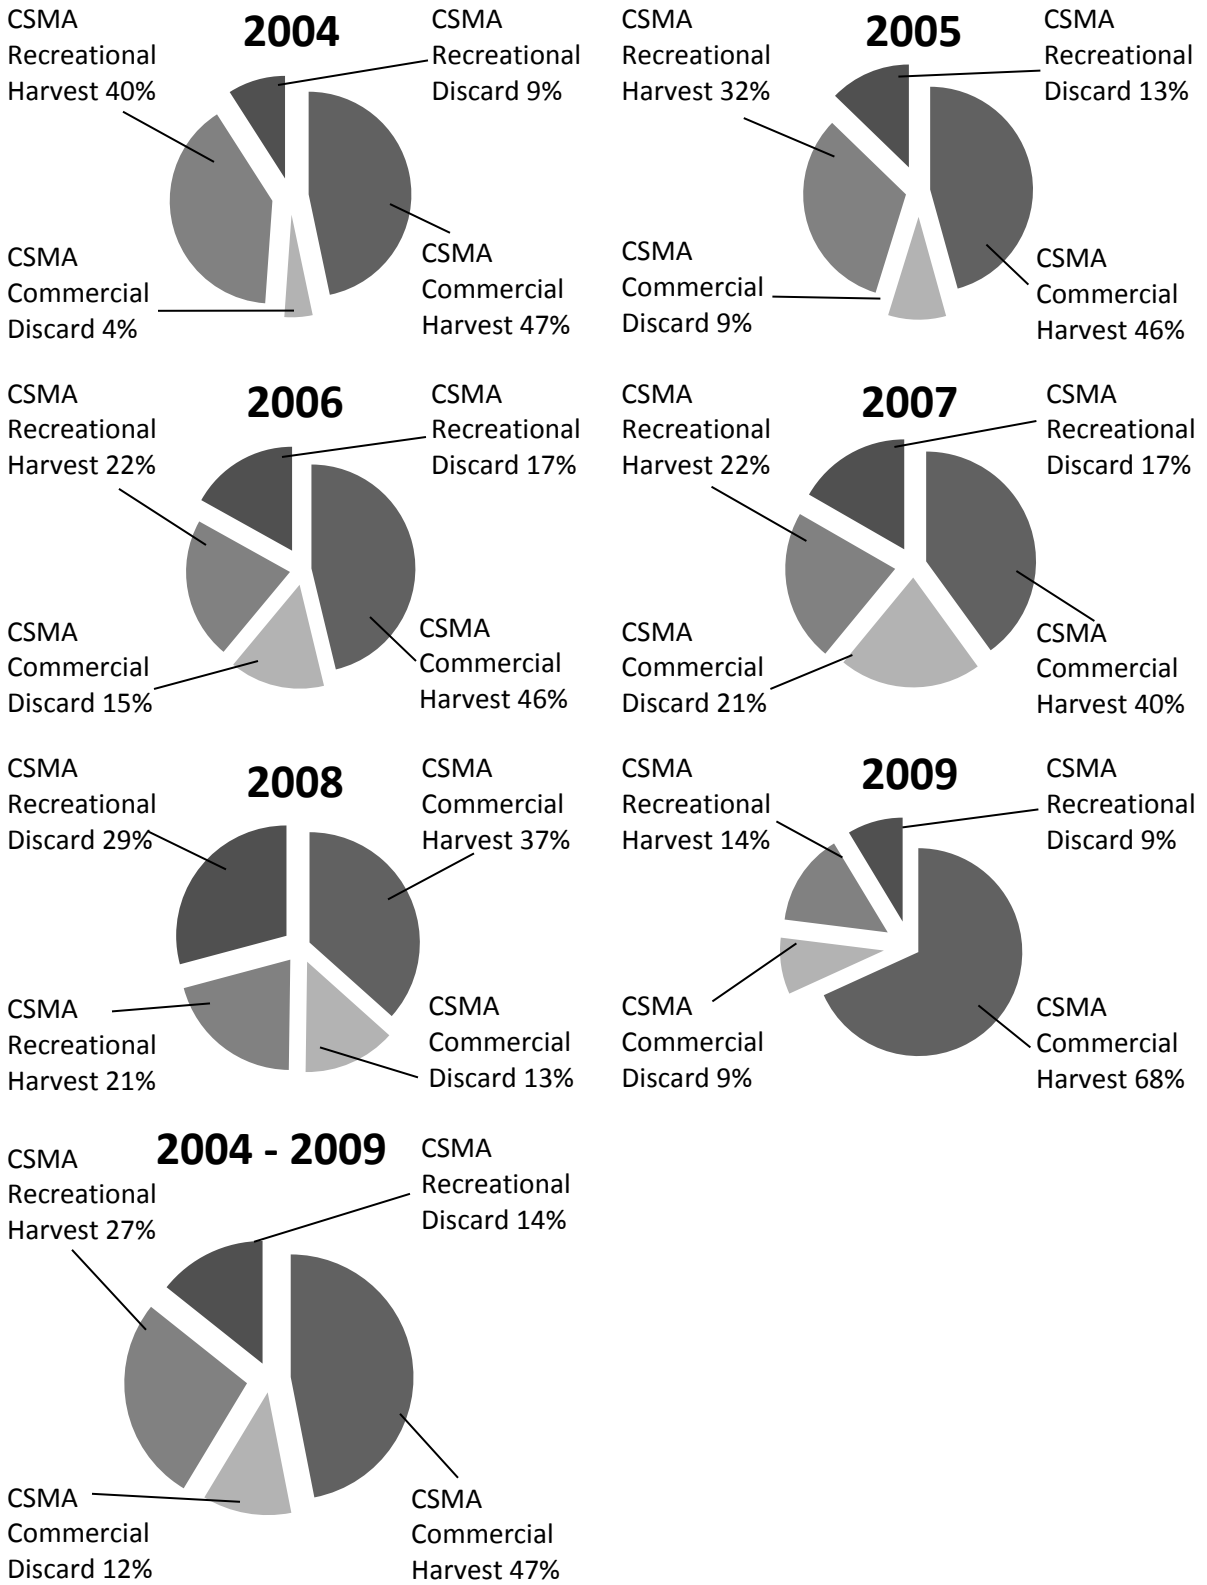 2004
CSMA
Recreational
Harvest 40%
CSMA
Recreational
Discard 9%
CSMA
Commercial
Discard 4%
CSMA
Commercial
Harvest 47%
2005
CSMA
Recreational
Harvest 32%
CSMA
Recreational
Discard 13%
CSMA
Commercial
Discard 9%
CSMA
Commercial
Harvest 46%
2006
CSMA
Recreational
Harvest 22%
CSMA
Recreational
Discard 17%
CSMA
Commercial
Discard 15%
CSMA
Commercial
Harvest 46%
2007
CSMA
Recreational
Harvest 22%
CSMA
Recreational
Discard 17%
CSMA
Commercial
Discard 21%
CSMA
Commercial
Harvest 40%
2008
CSMA
Recreational
Discard 29%
CSMA
Commercial
Harvest 37%
CSMA
Recreational
Harvest 21%
CSMA
Commercial
Discard 13%
2009
CSMA
Recreational
Harvest 14%
CSMA
Recreational
Discard 9%
CSMA
Commercial
Discard 9%
CSMA
Commercial
Harvest 68%
2004 - 2009
CSMA
Recreational
Harvest 27%
CSMA
Recreational
Discard 14%
CSMA
Commercial
Discard 12%
CSMA
Commercial
Harvest 47%